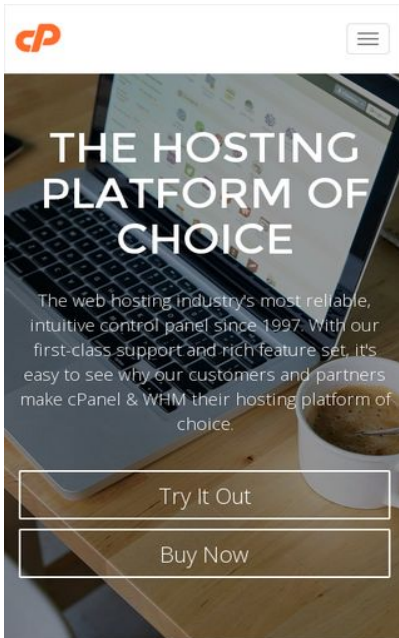 cP
THE HOSTING
PLATFORM OF
CHOICE
The web hosting industry's most reliable,
intuitive control panel since 1997. With our
first-class support and rich feature set, it's
easy to see why our customers and partners
make cPanel & WHM their hosting platform of
choice.
Try It Out
Buy Now